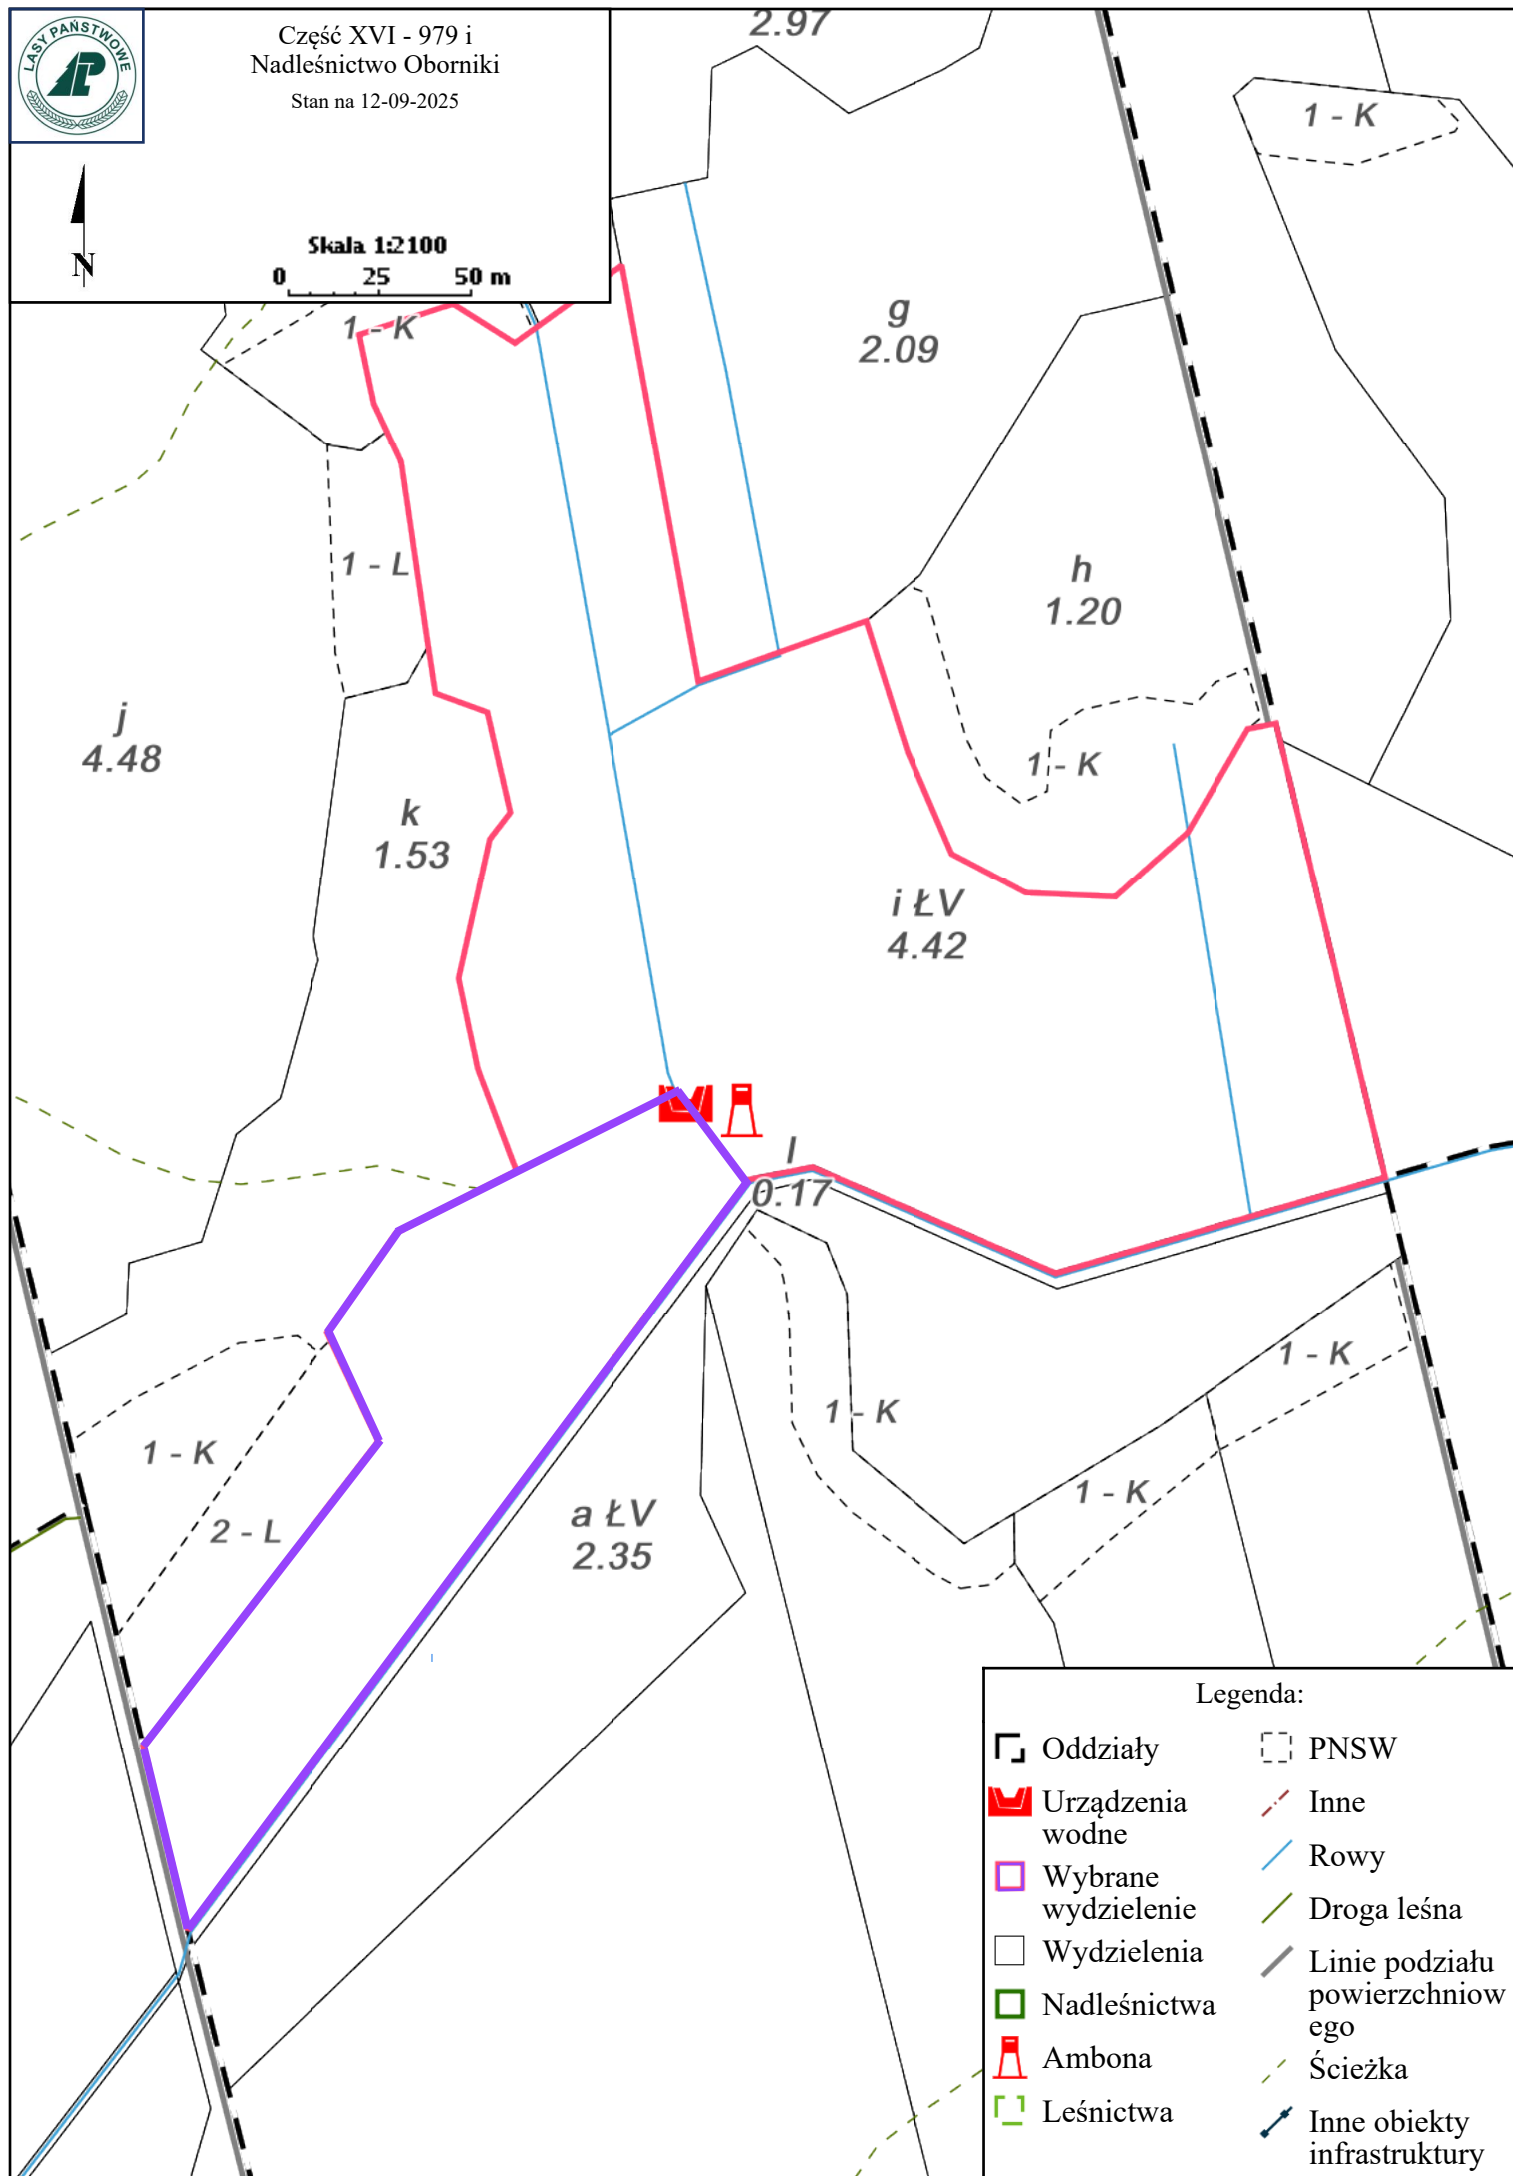 LASY PAŃSTWOWE
Część XVI - 979 i
Nadleśnictwo Oborniki
Stan na 12-09-2025
N
Skala 1:2100
0 25 50 m
2.97
1 - K
1 - K
g
2.09
1 - L
h
1.20
j
4.48
1 - K
k
1.53
i ŁV
4.42
l
0.17
1 - K
1 - K
1 - K
1 - K
2 - L
a ŁV
2.35
Legenda:
Oddziały
Urządzenia
wodne
Wybrane
wydzielenie
Wydzielenia
Nadleśnictwa
Ambona
Leśnictwa
PNSW
Inne
Rowy
Droga leśna
Linie podziału
powierzchniow
ego
Ścieżka
Inne obiekty
infrastruktury